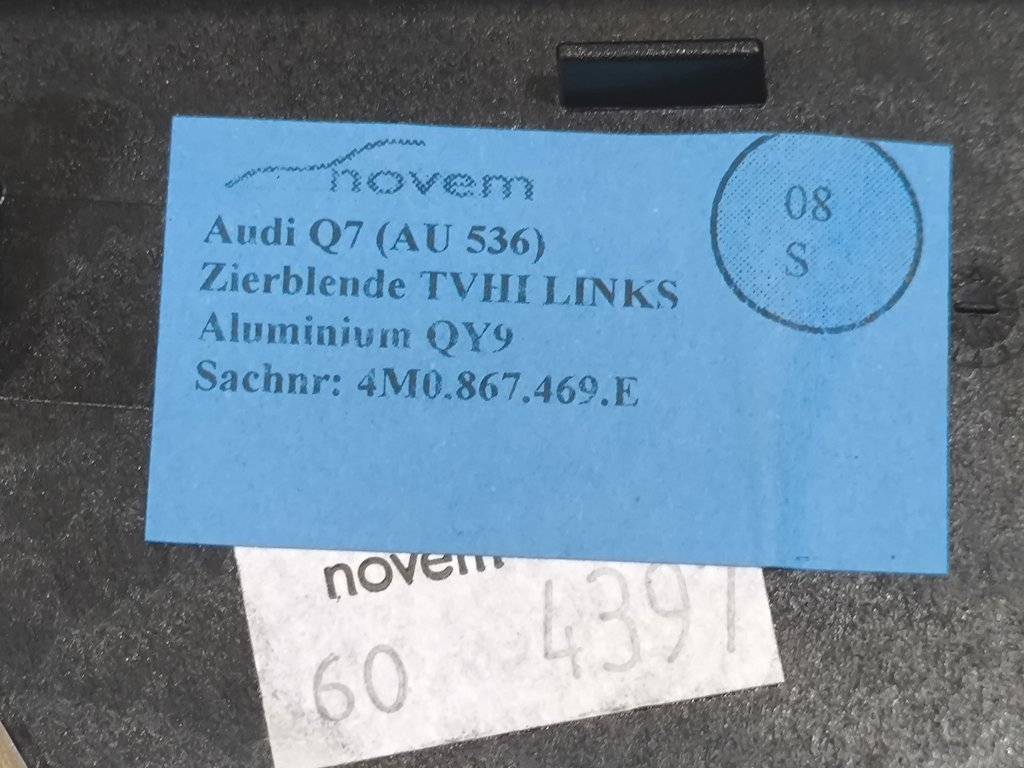 novem
08
S
Audi Q7 (AU 536)
Zierblende TVHI LINKS
Aluminium QY9
Sachnr: 4M0.867.469.E
novem
60 4391